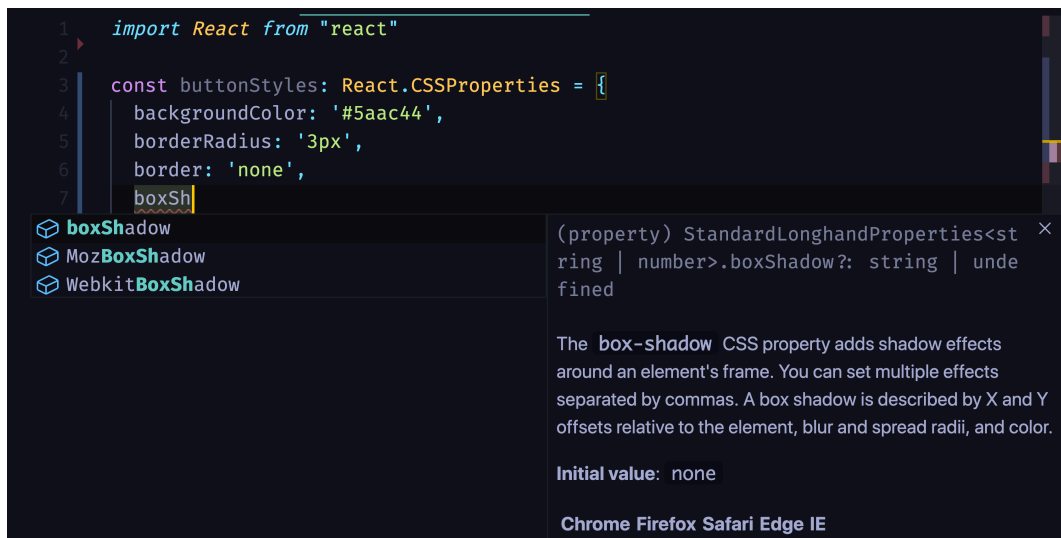 1 import React from "react"
2
3 const buttonStyles: React.CSSProperties = {
4 backgroundColor: '#5aac44',
5 borderRadius: '3px',
6 border: 'none',
7 boxSh
boxShadow
MozBoxShadow
WebkitBoxShadow
(property) StandardLonghandProperties<st
ring | number>.boxShadow?: string | unde
fined
The box-shadow CSS property adds shadow effects
around an element's frame. You can set multiple effects
separated by commas. A box shadow is described by X and Y
offsets relative to the element, blur and spread radii, and color.
Initial value: none
Chrome Firefox Safari Edge IE